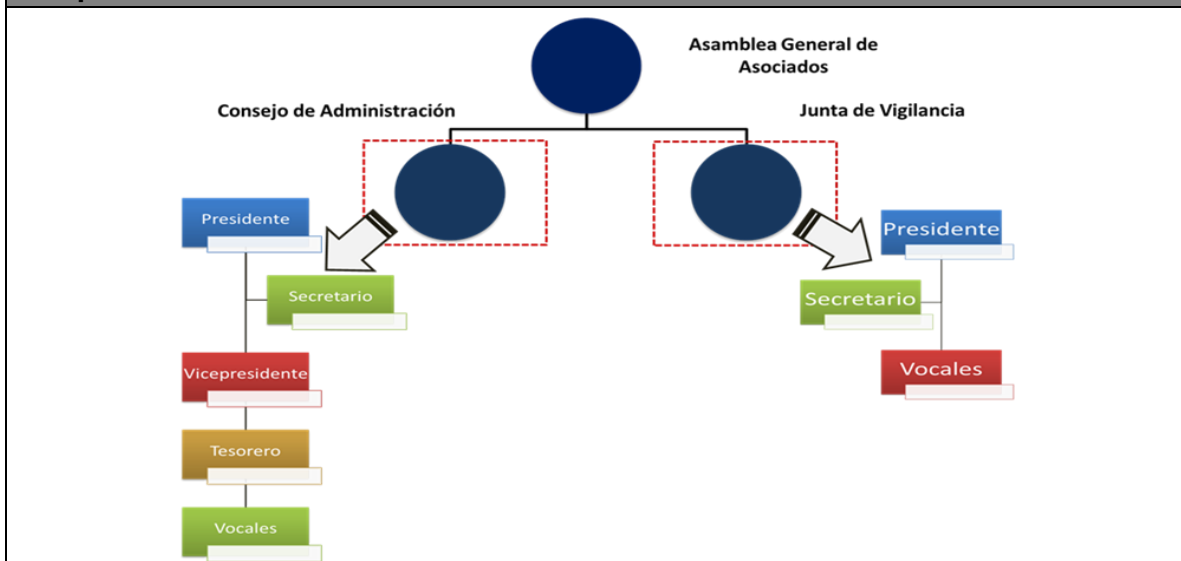 Asamblea General de
Asociados
Consejo de Administración
Junta de Vigilancia
Presidente
Secretario
Vicepresidente
Tesorero
Vocales
Presidente
Secretario
Vocales